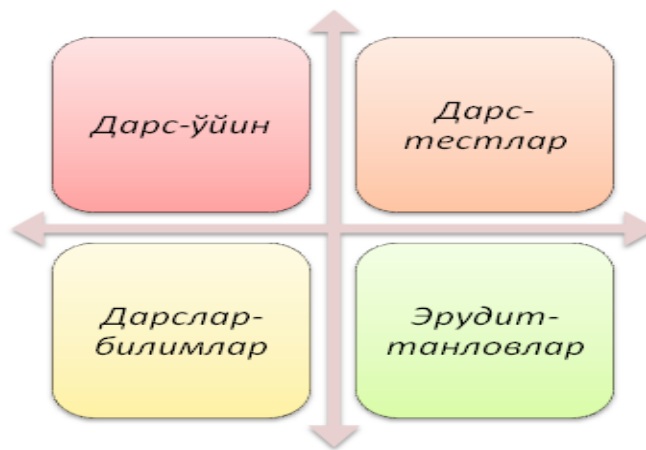 Дарс-ўйин
Дарс-
тестлар
Дарслар-
билимлар
Эрудит-
танловлар